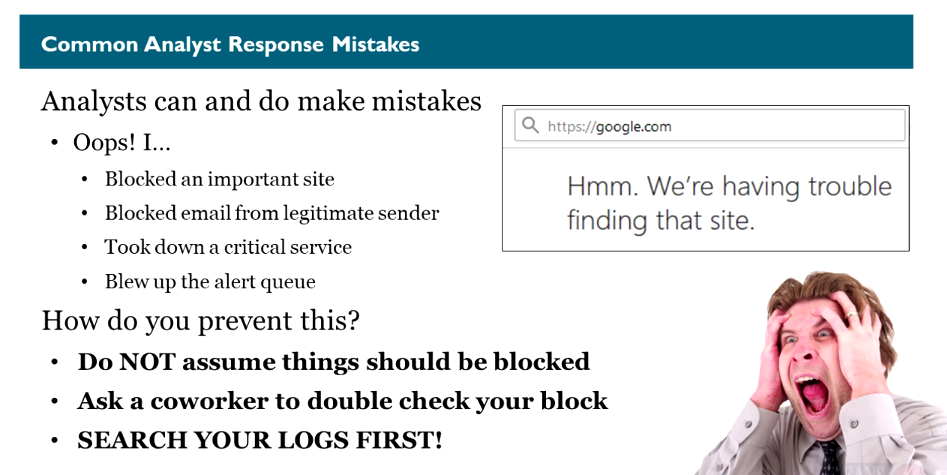 Common Analyst Response Mistakes
Analysts can and do make mistakes
• Oops! I...
• Blocked an important site
• Blocked email from legitimate sender
• Took down a critical service
• Blew up the alert queue
https://google.com
Hmm. We're having trouble
finding that site.
How do you prevent this?
• Do NOT assume things should be blocked
• Ask a coworker to double check your block
• SEARCH YOUR LOGS FIRST!